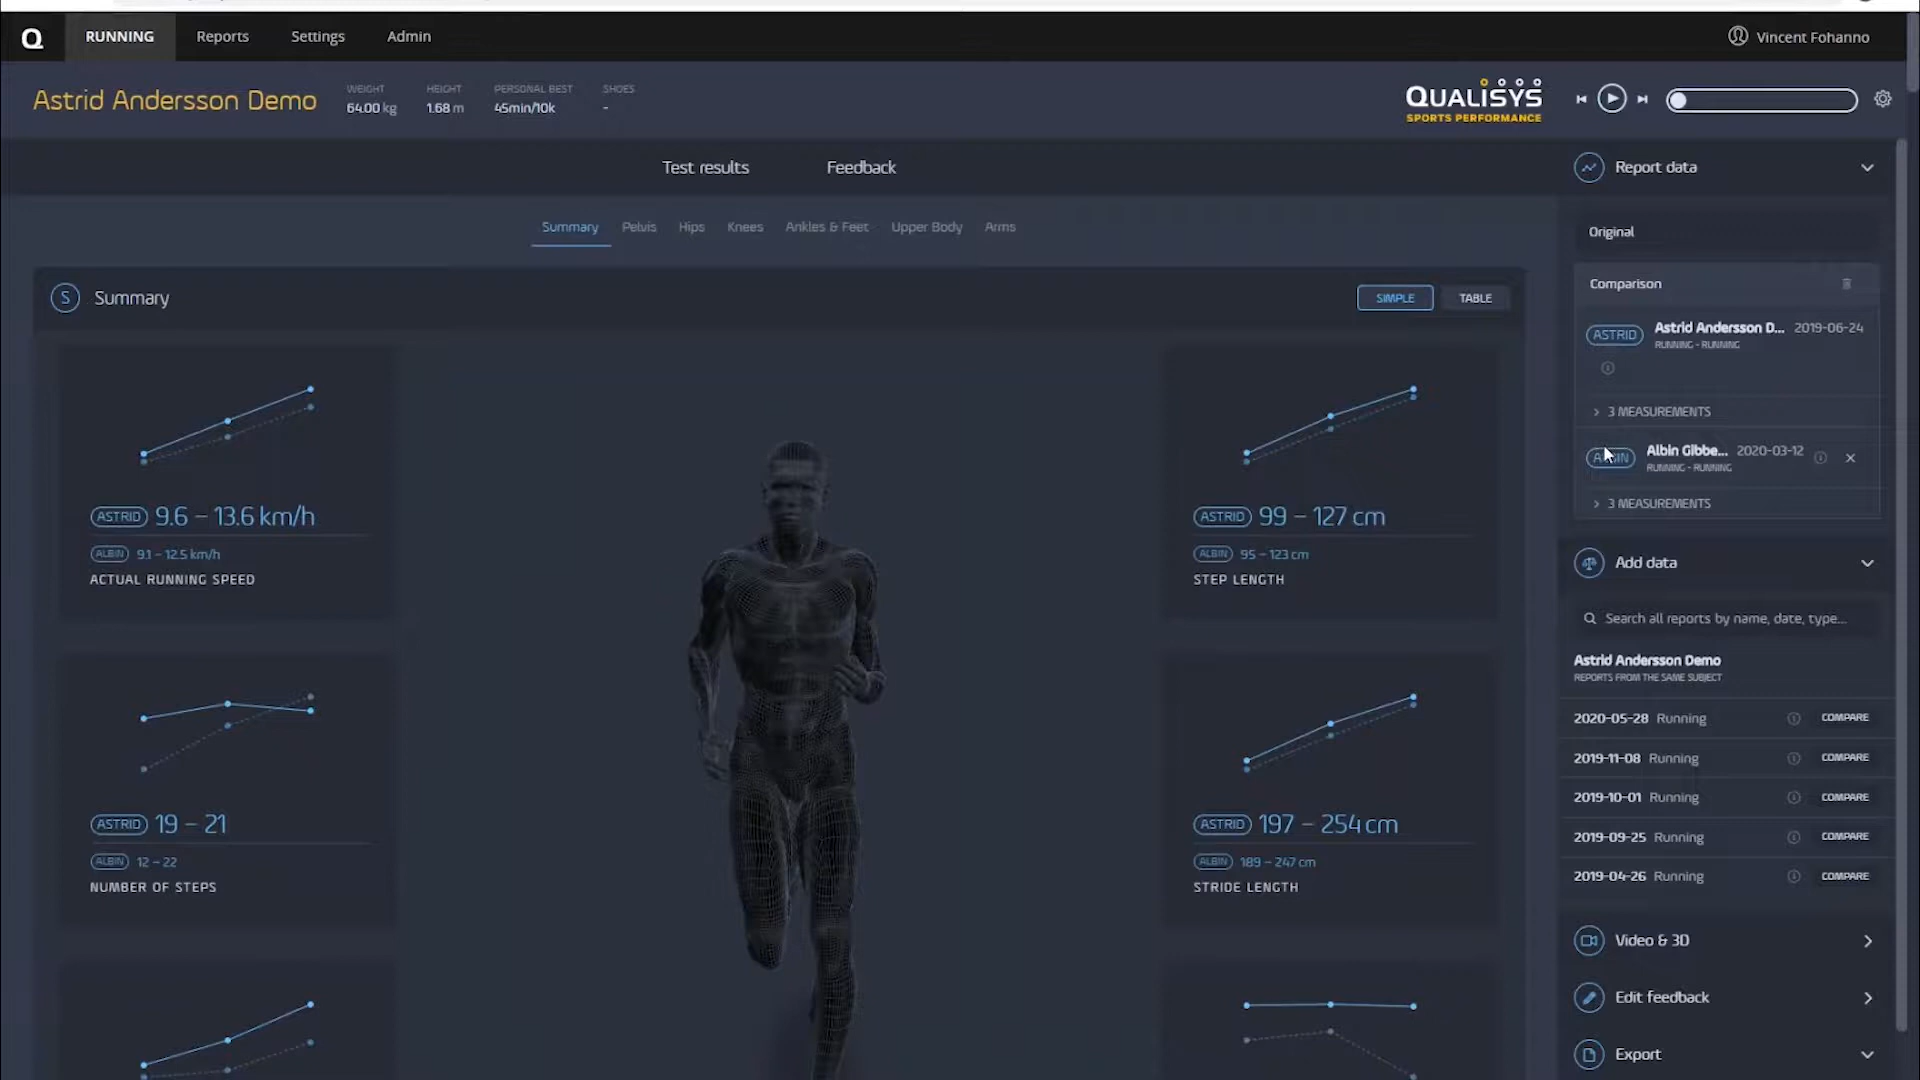 Q RUNNING Reports Settings Admin Vincent Fohanno
Astrid Andersson Demo
WEIGHT
64.00 kg
HEIGHT
1.68 m
PERSONAL BEST
45min/10k
SHOES
-
QUALISYS
SPORTS PERFORMANCE
Test results Feedback
Summary Pelvis Hips Knees Ankles & Feet Upper Body Arms
S Summary
SIMPLE TABLE
ASTRID 9.6 – 13.6 km/h
ALBIN 9.1 – 12.5 km/h
ACTUAL RUNNING SPEED
ASTRID 99 – 127 cm
ALBIN 95 – 123 cm
STEP LENGTH
ASTRID 19 – 21
ALBIN 12 – 22
NUMBER OF STEPS
ASTRID 197 – 254 cm
ALBIN 189 – 247 cm
STRIDE LENGTH
Report data
Original
Comparison
ASTRID Astrid Andersson D... 2019-06-24
RUNNING - RUNNING
> 3 MEASUREMENTS
Albin Gibbe... 2020-03-12
RUNNING - RUNNING
> 3 MEASUREMENTS
Add data
Search all reports by name, date, type...
Astrid Andersson Demo
REPORTS FROM THE SAME SUBJECT
2020-05-28 Running COMPARE
2019-11-08 Running COMPARE
2019-10-01 Running COMPARE
2019-09-25 Running COMPARE
2019-04-26 Running COMPARE
Video & 3D
Edit feedback
Export